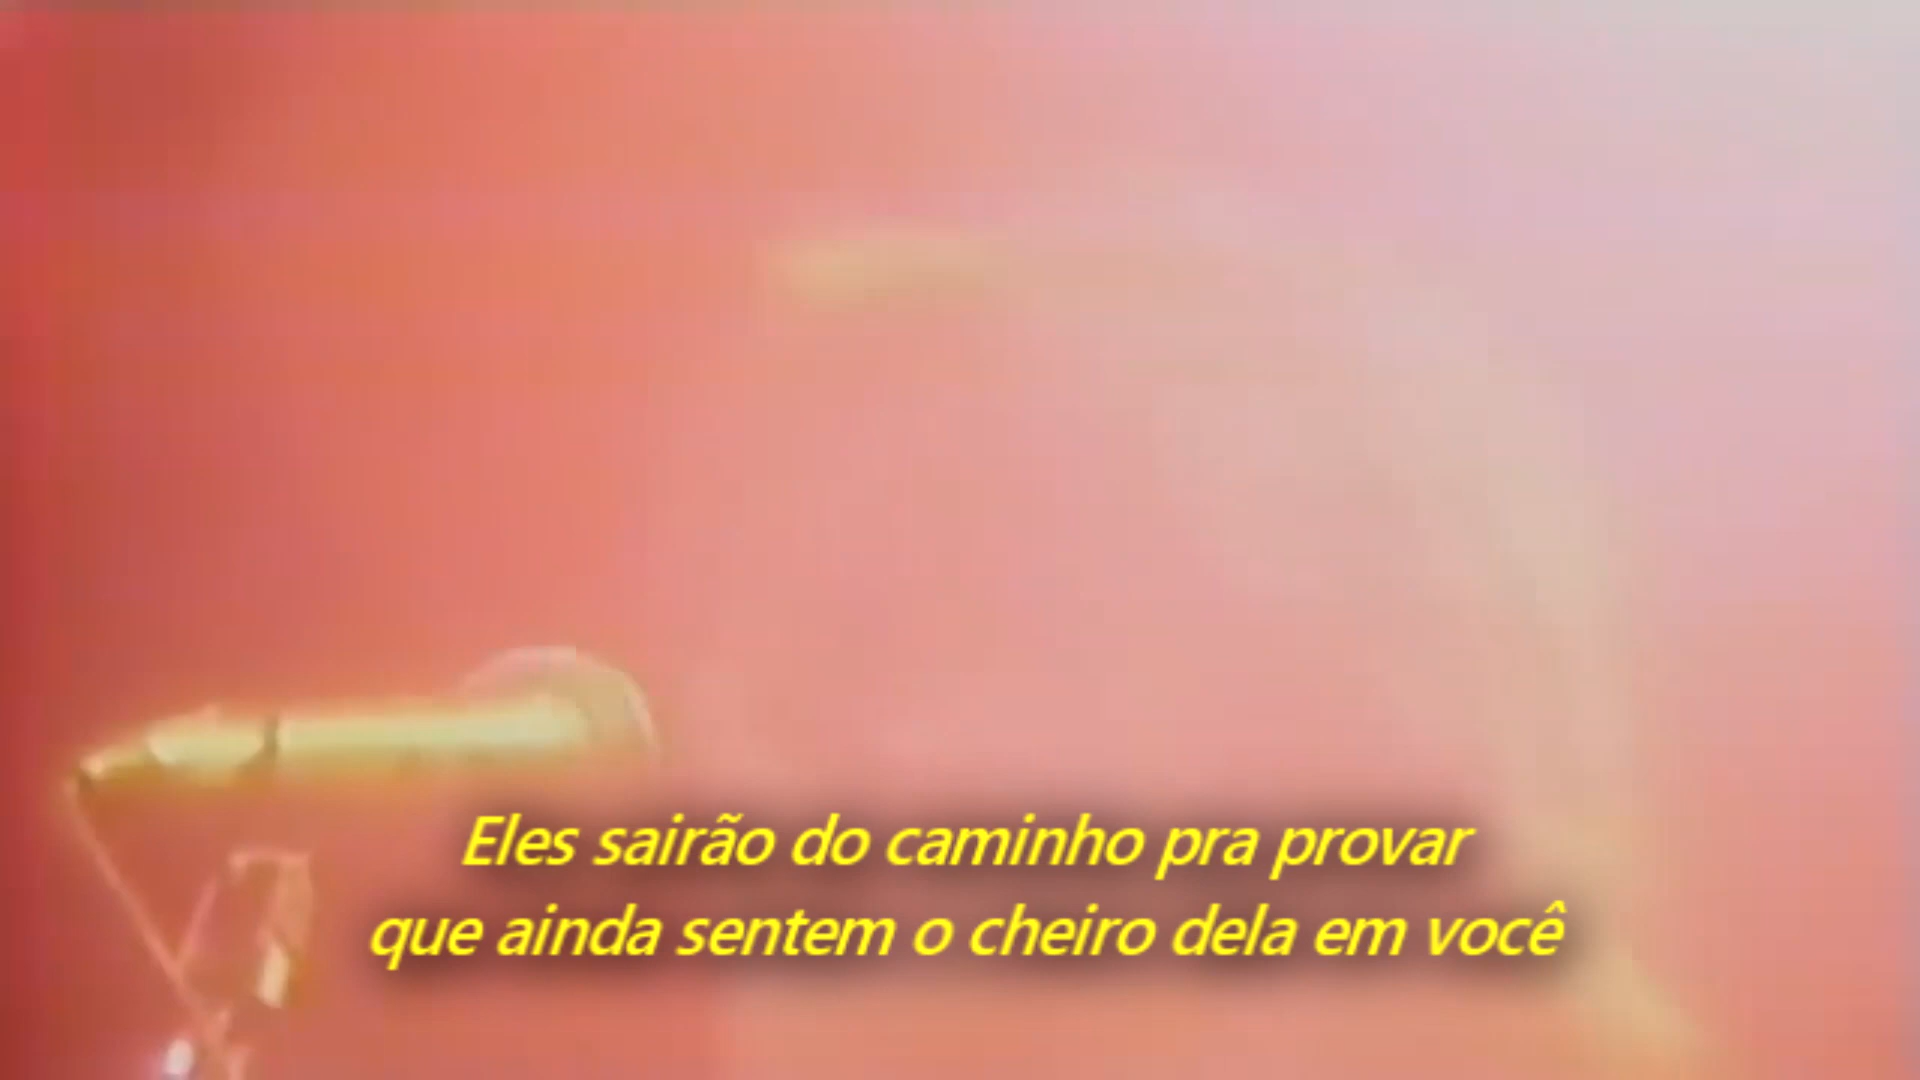 Eles sairão do caminho pra provar
que ainda sentem o cheiro dela em você